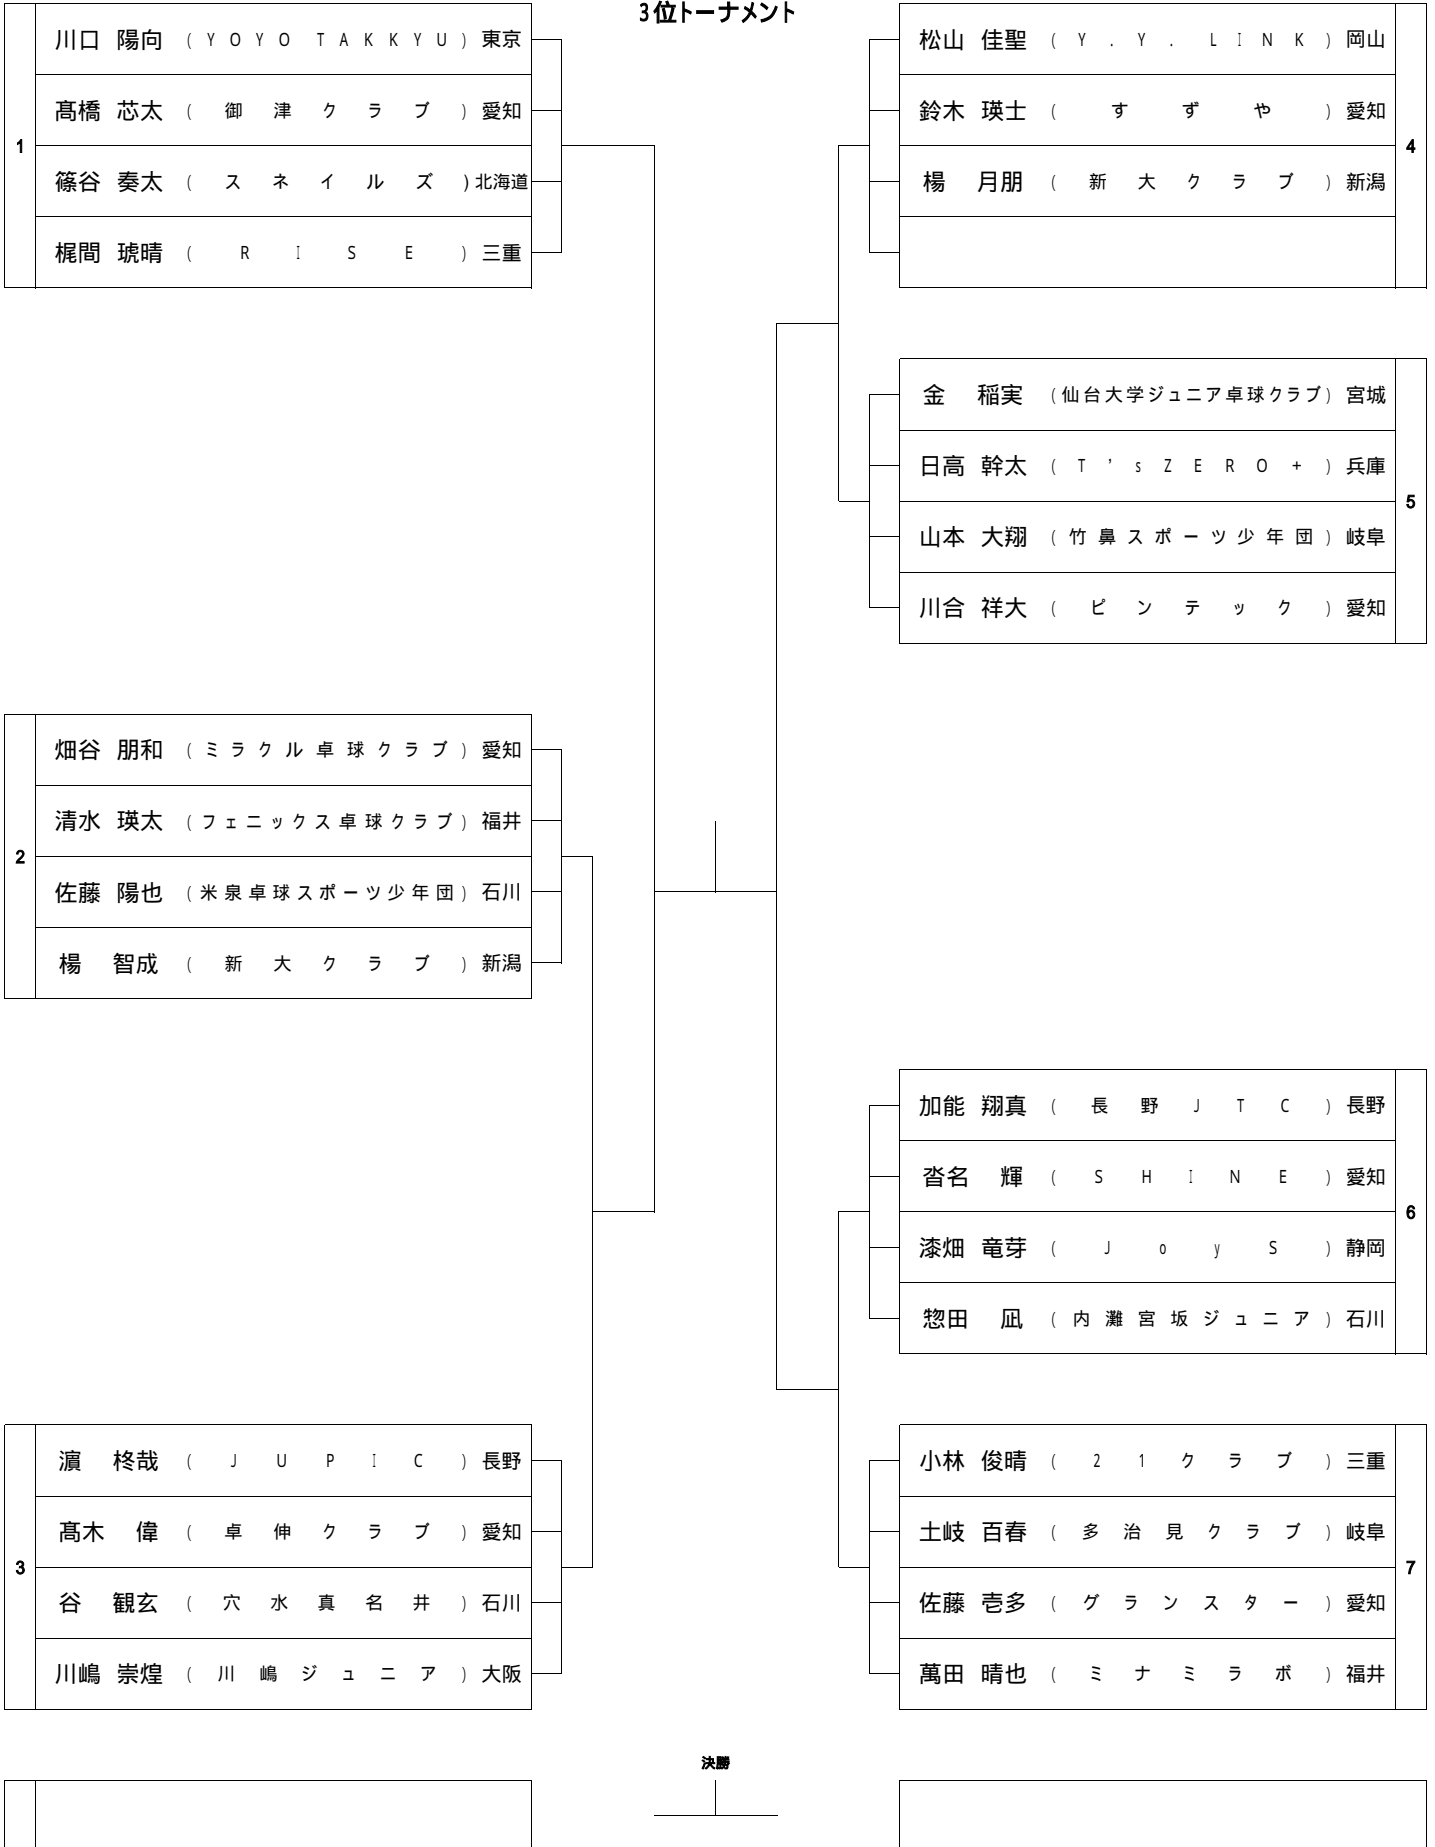 3位トーナメント
1
川口 陽向 (YOYO TAKKYU) 東京
髙橋 芯太 (御津クラブ) 愛知
篠谷 奏太 (スネイルズ) 北海道
梶間 琥晴 (RISE) 三重
2
畑谷 朋和 (ミラクル卓球クラブ) 愛知
清水 瑛太 (フェニックス卓球クラブ) 福井
佐藤 陽也 (米泉卓球スポーツ少年団) 石川
楊 智成 (新大クラブ) 新潟
3
濵 柊哉 (JUPIC) 長野
髙木 偉 (卓伸クラブ) 愛知
谷 観玄 (穴水真名井) 石川
川嶋 崇煌 (川嶋ジュニア) 大阪
4
松山 佳聖 (Y.Y. LINK) 岡山
鈴木 瑛士 (すずや) 愛知
楊 月朋 (新大クラブ) 新潟
5
金 稲実 (仙台大学ジュニア卓球クラブ) 宮城
日高 幹太 (T’sZERO+) 兵庫
山本 大翔 (竹鼻スポーツ少年団) 岐阜
川合 祥大 (ピンテック) 愛知
6
加能 翔真 (長野JTC) 長野
沓名 輝 (SHINE) 愛知
漆畑 竜芽 (JoyS) 静岡
惣田 凪 (内灘宮坂ジュニア) 石川
7
小林 俊晴 (21クラブ) 三重
土岐 百春 (多治見クラブ) 岐阜
佐藤 壱多 (グランスター) 愛知
萬田 晴也 (ミナミラボ) 福井
決勝